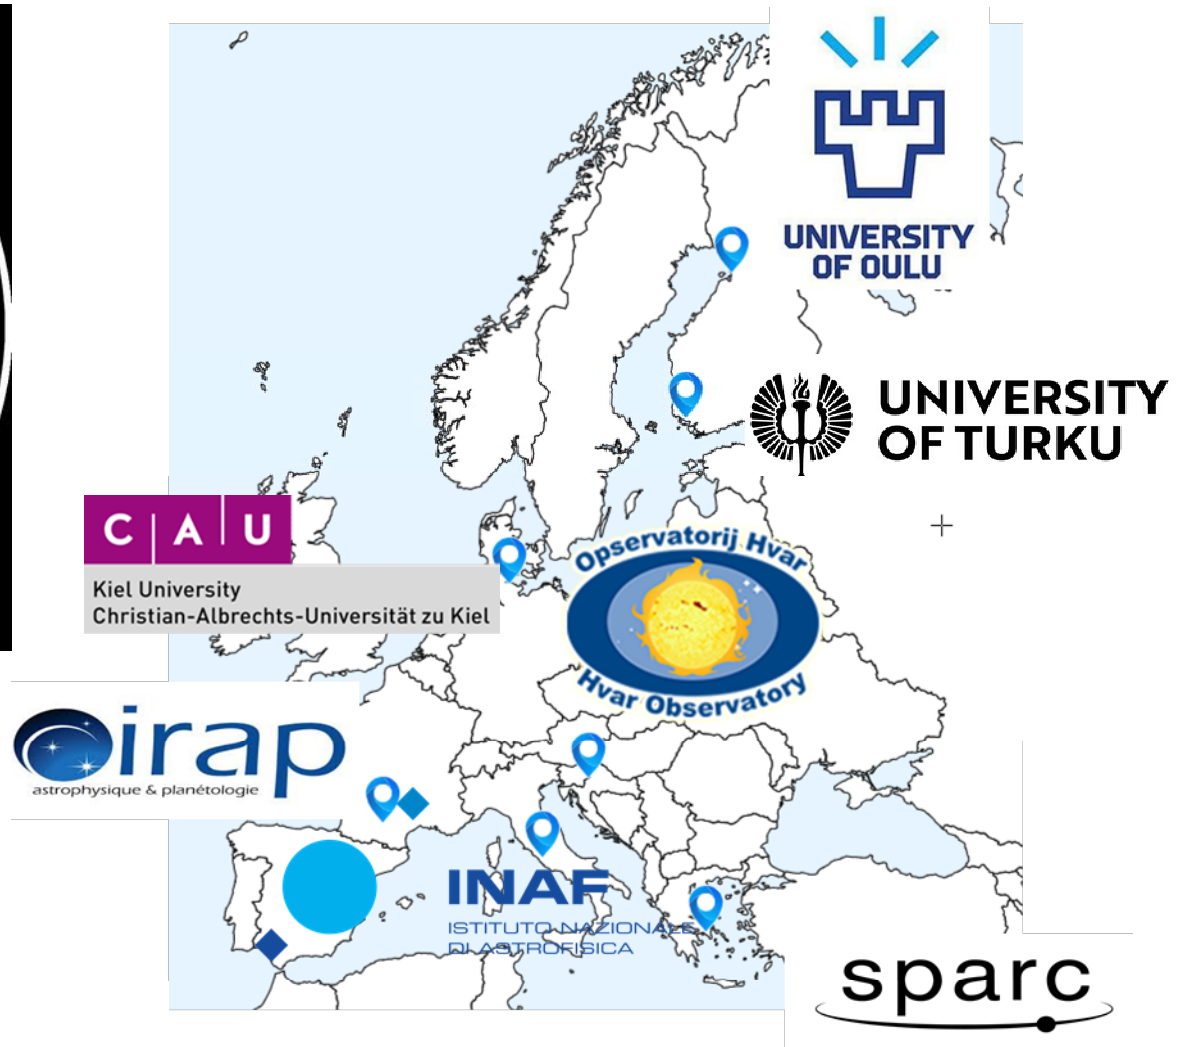 UNIVERSITY
OF OULU
UNIVERSITY
OF TURKU
CAU
Kiel University
Christian-Albrechts-Universität zu Kiel
Opservatorij Hvar
Hvar Observatory
irap
astrophysique & planétologie
INAF
ISTITUTO NAZIONALE
DI ASTROFISICA
sparc